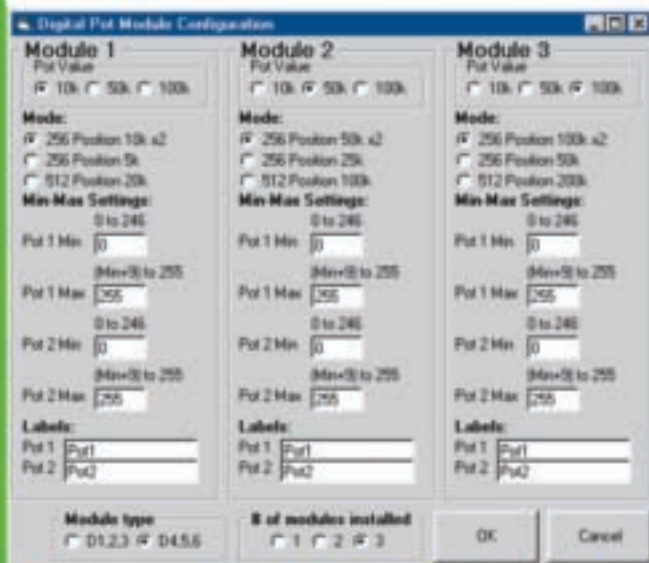 Digital Pot Module Configuration
Module 1
Pot Value
10k 50k 100k
Mode:
256 Position 10k x2
256 Position 5k
512 Position 20k
Min-Max Settings:
0 to 246
Pot 1 Min 0
(Min+9) to 255
Pot 1 Max 255
0 to 246
Pot 2 Min 0
(Min+9) to 255
Pot 2 Max 255
Labels:
Pot 1 Pot1
Pot 2 Pot2
Module 2
Pot Value
10k 50k 100k
Mode:
256 Position 50k x2
256 Position 25k
512 Position 100k
Min-Max Settings:
0 to 246
Pot 1 Min 0
(Min+9) to 255
Pot 1 Max 255
0 to 246
Pot 2 Min 0
(Min+9) to 255
Pot 2 Max 255
Labels:
Pot 1 Pot1
Pot 2 Pot2
Module 3
Pot Value
10k 50k 100k
Mode:
256 Position 100k x2
256 Position 50k
512 Position 200k
Min-Max Settings:
0 to 246
Pot 1 Min 0
(Min+9) to 255
Pot 1 Max 255
0 to 246
Pot 2 Min 0
(Min+9) to 255
Pot 2 Max 255
Labels:
Pot 1 Pot1
Pot 2 Pot2
Module type
D1,2,3 D4,5,6
# of modules installed
1 2 3
OK
Cancel